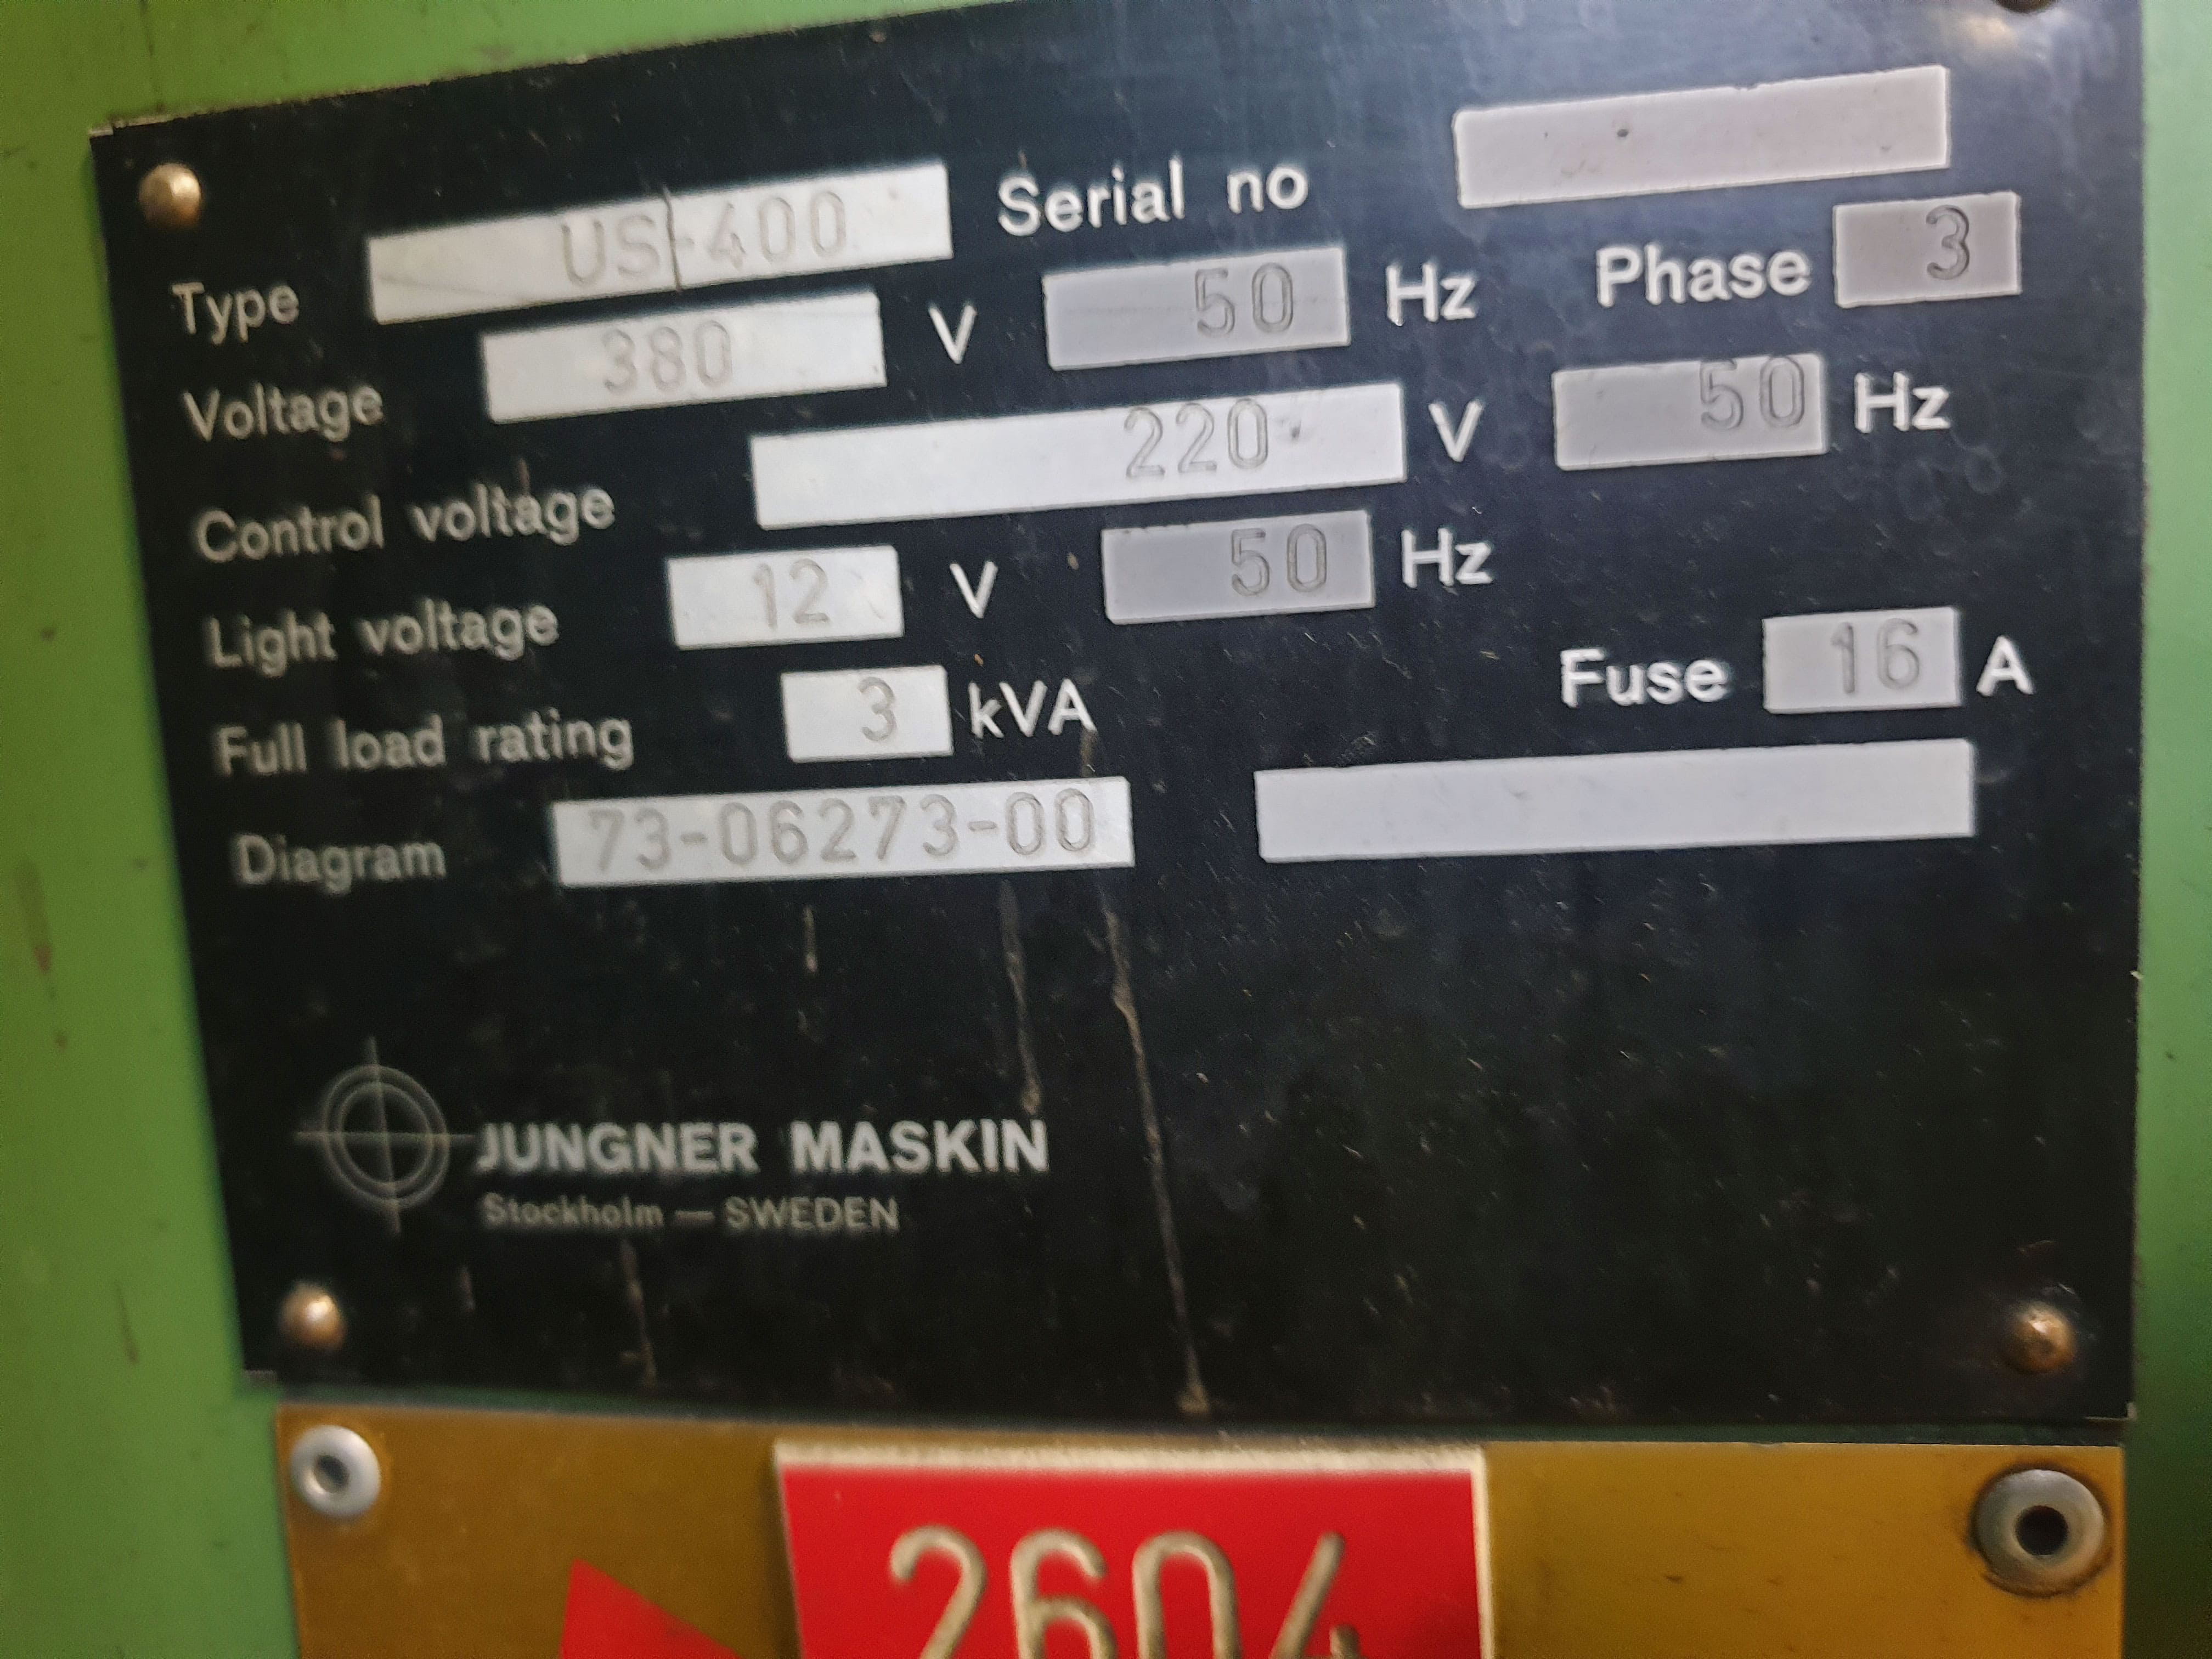 Type US-400 Serial no
Voltage 380 V 50 Hz Phase 3
Control voltage 220 V 50 Hz
Light voltage 12 V 50 Hz
Full load rating 3 kVA Fuse 16 A
Diagram 73-06273-00
JUNGNER MASKIN
Stockholm — SWEDEN
2604